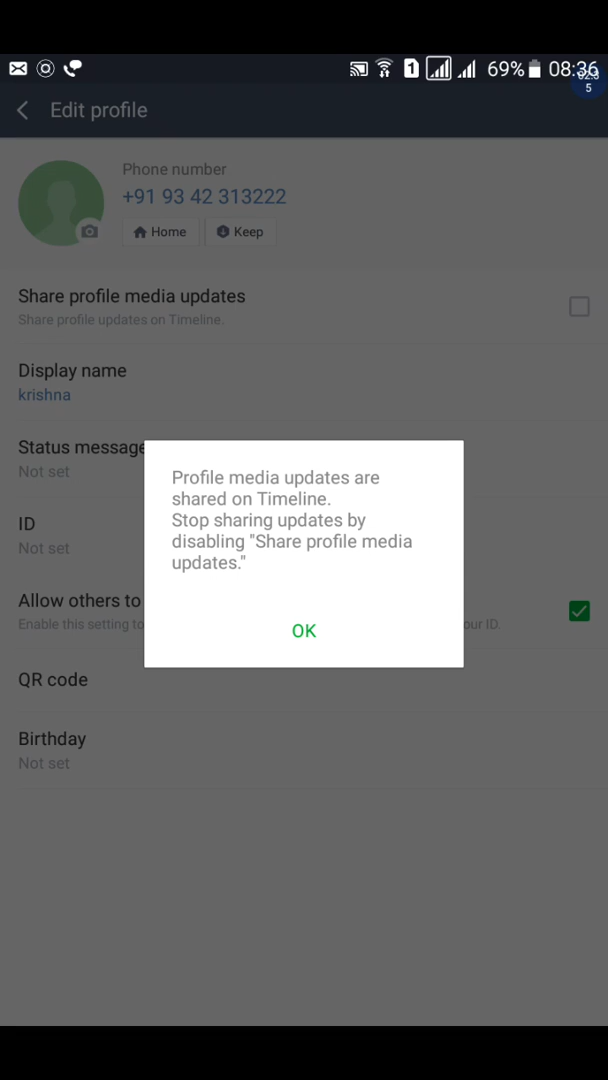 1 69% 08:36
02:3
5
Edit profile
Phone number
+91 93 42 313222
Home Keep
Share profile media updates
Share profile updates on Timeline.
Display name
krishna
Status message
Not set
Profile media updates are
shared on Timeline.
Stop sharing updates by
disabling "Share profile media
updates."
OK
ID
Not set
Allow others to
Enable this setting to our ID.
QR code
Birthday
Not set